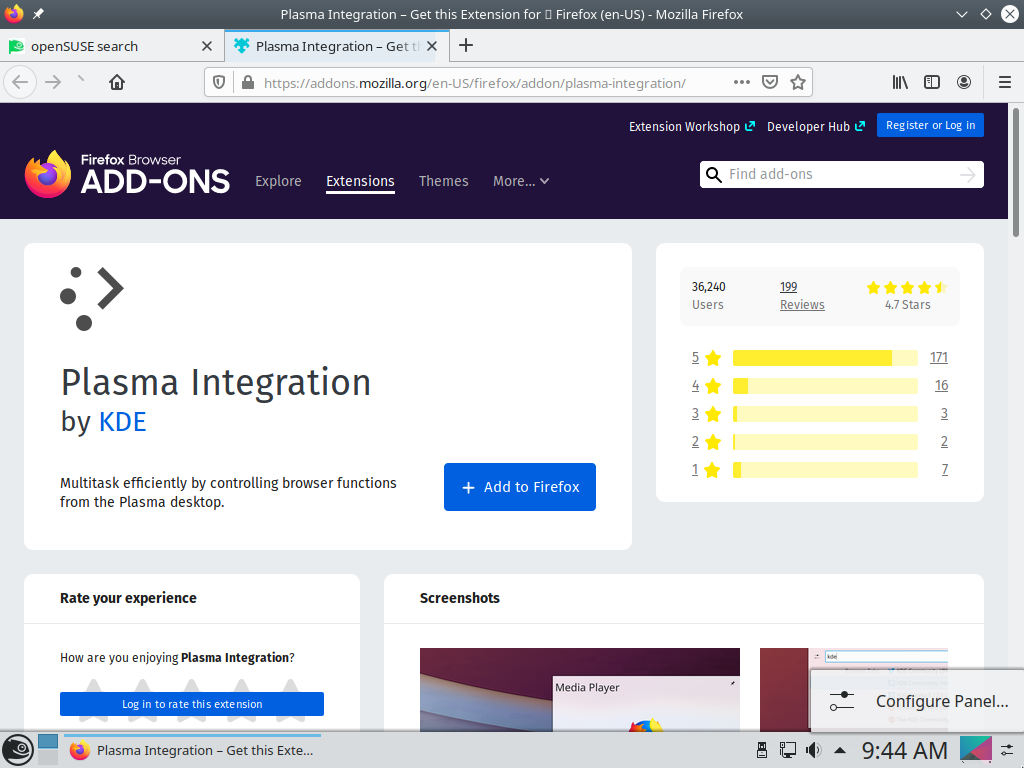 Plasma Integration – Get this Extension for 🦊 Firefox (en-US) - Mozilla Firefox
openSUSE search
Plasma Integration – Get t
https://addons.mozilla.org/en-US/firefox/addon/plasma-integration/
Extension Workshop
Developer Hub
Register or Log in
Firefox Browser
ADD-ONS
Explore
Extensions
Themes
More...
Find add-ons
Plasma Integration
by KDE
Multitask efficiently by controlling browser functions
from the Plasma desktop.
+ Add to Firefox
36,240
Users
199
Reviews
4.7 Stars
5 171
4 16
3 3
2 2
1 7
Rate your experience
How are you enjoying Plasma Integration?
Log in to rate this extension
Screenshots
Media Player
kde
Configure Panel...
Plasma Integration – Get this Exte...
9:44 AM